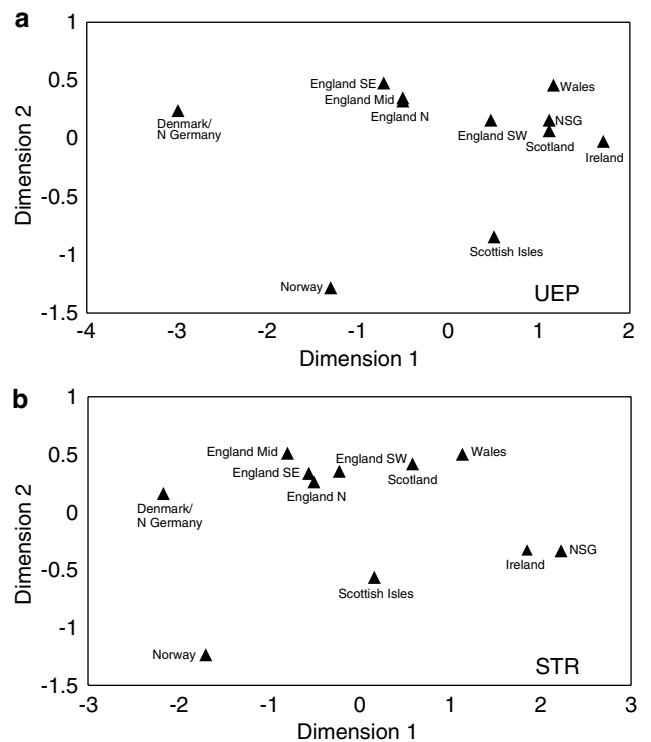 a
Dimension 2
1
0.5
0
-0.5
-1
-1.5
England SE
England Mid
England N
Wales
Denmark/
N Germany
England SW
NSG
Scotland
Ireland
Scottish Isles
Norway
UEP
-4 -3 -2 -1 0 1 2
Dimension 1
b
Dimension 2
1
0.5
0
-0.5
-1
-1.5
England Mid
England SW
Wales
England SE
Scotland
England N
Denmark/
N Germany
NSG
Ireland
Scottish Isles
Norway
STR
-3 -2 -1 0 1 2 3
Dimension 1